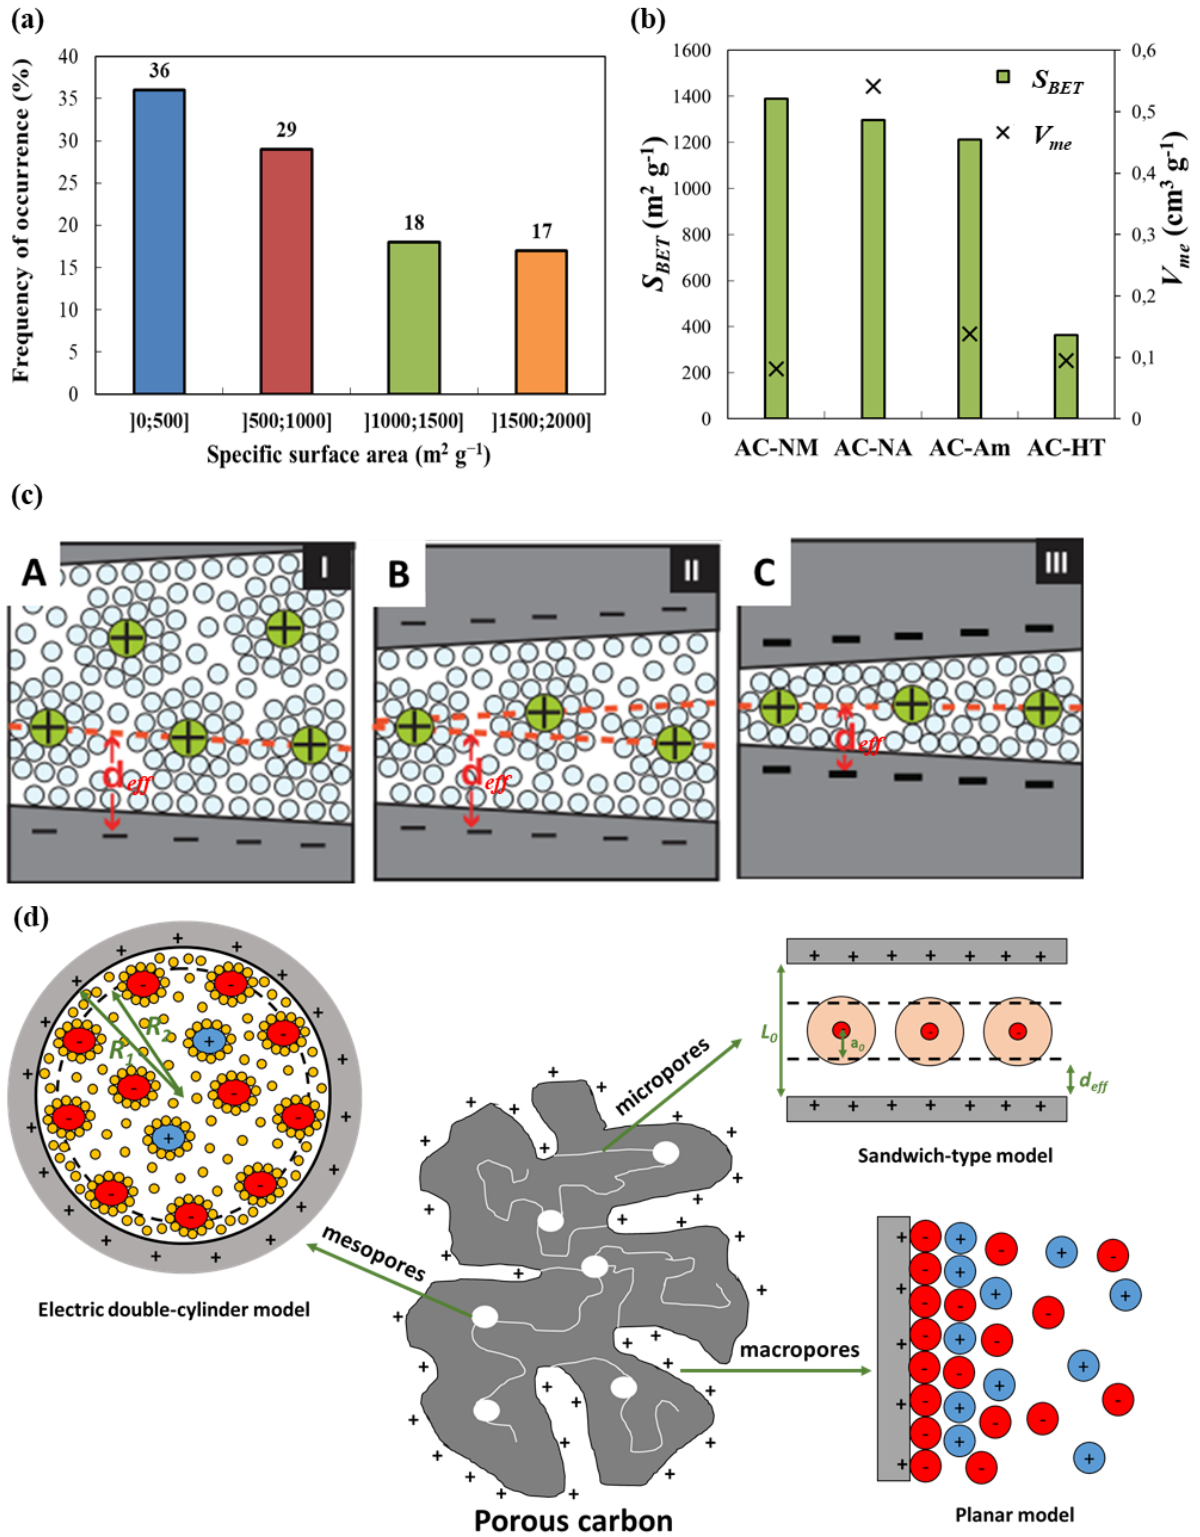 (a)
Frequency of occurrence (%)
40
35
30
25
20
15
10
5
0
36
29
18
17
]0;500]
]500;1000]
]1000;1500]
]1500;2000]
Specific surface area (m² g⁻¹)
(b)
S_BET (m² g⁻¹)
1600
1400
1200
1000
800
600
400
200
0
S_BET
V_me
0,6
0,5
0,4
0,3
0,2
0,1
0
V_me (cm³ g⁻¹)
AC-NM
AC-NA
AC-Am
AC-HT
(c)
A
I
d_eff
B
II
d_eff
C
III
d_eff
(d)
R₁
R₂
Electric double-cylinder model
mesopores
micropores
macropores
Porous carbon
L₀
a₀
d_eff
Sandwich-type model
Planar model